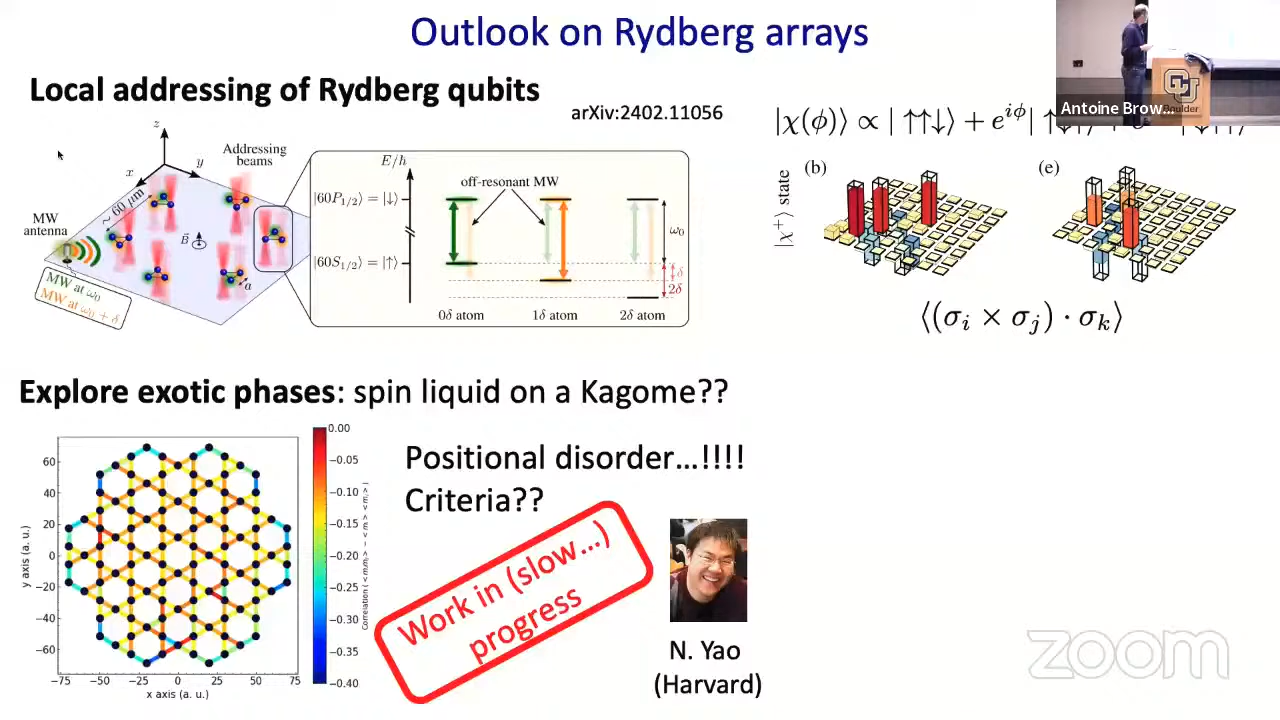 Outlook on Rydberg arrays
Local addressing of Rydberg qubits
arXiv:2402.11056
CU
Boulder
Antoine Brow...
z
x
y
Addressing
beams
~ 60 μm
MW
antenna
B⃗
a
MW at ω₀
MW at ω₀ + δ
E/ħ
off-resonant MW
|60P₁/₂⟩ = |↓⟩
|60S₁/₂⟩ = |↑⟩
ω₀
δ
2δ
0δ atom
1δ atom
2δ atom
|χ(ϕ)⟩ ∝ |↑↑↓⟩ + e^{iϕ}|
|χ⁺⟩ state
(b)
(e)
⟨(σᵢ × σⱼ) · σₖ⟩
Explore exotic phases: spin liquid on a Kagome??
Positional disorder...!!!!
Criteria??
Work in (slow...)
progress
N. Yao
(Harvard)
y axis (a. u.)
60
40
20
0
−20
−40
−60
−75
−50
−25
0
25
50
75
x axis (a. u.)
0.00
−0.05
−0.10
−0.15
−0.20
−0.25
−0.30
−0.35
−0.40
zoom